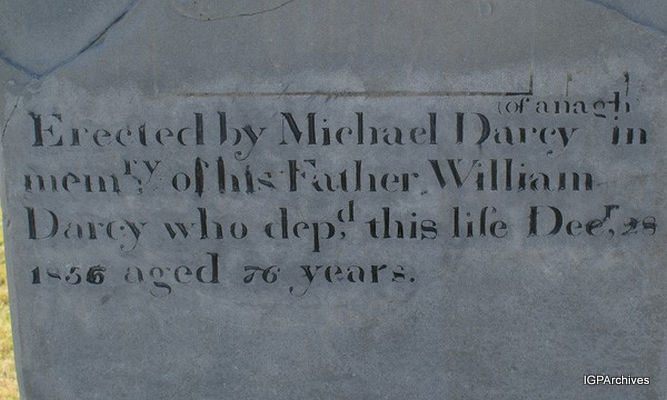 (of anagh
Erected by Michael Darcy in
memry of his Father William
Darcy who depd, this life Decr, 28
1836 aged 76 years.
IGPArchives